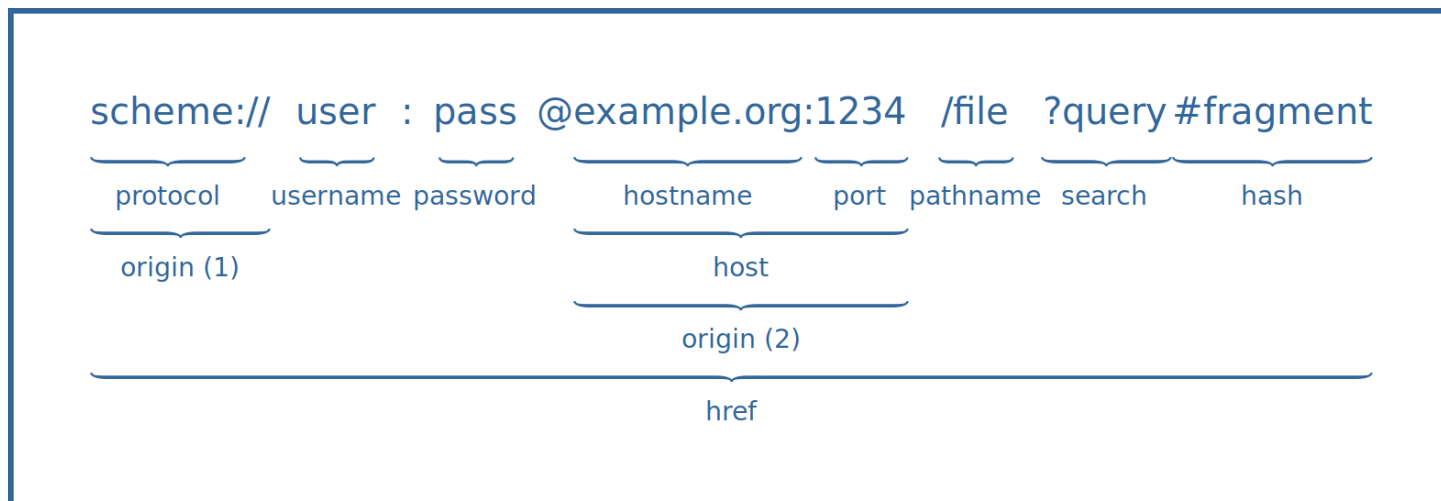 scheme:// user : pass @example.org:1234 /file ?query #fragment
protocol username password hostname port pathname search hash
origin (1) host
origin (2)
href